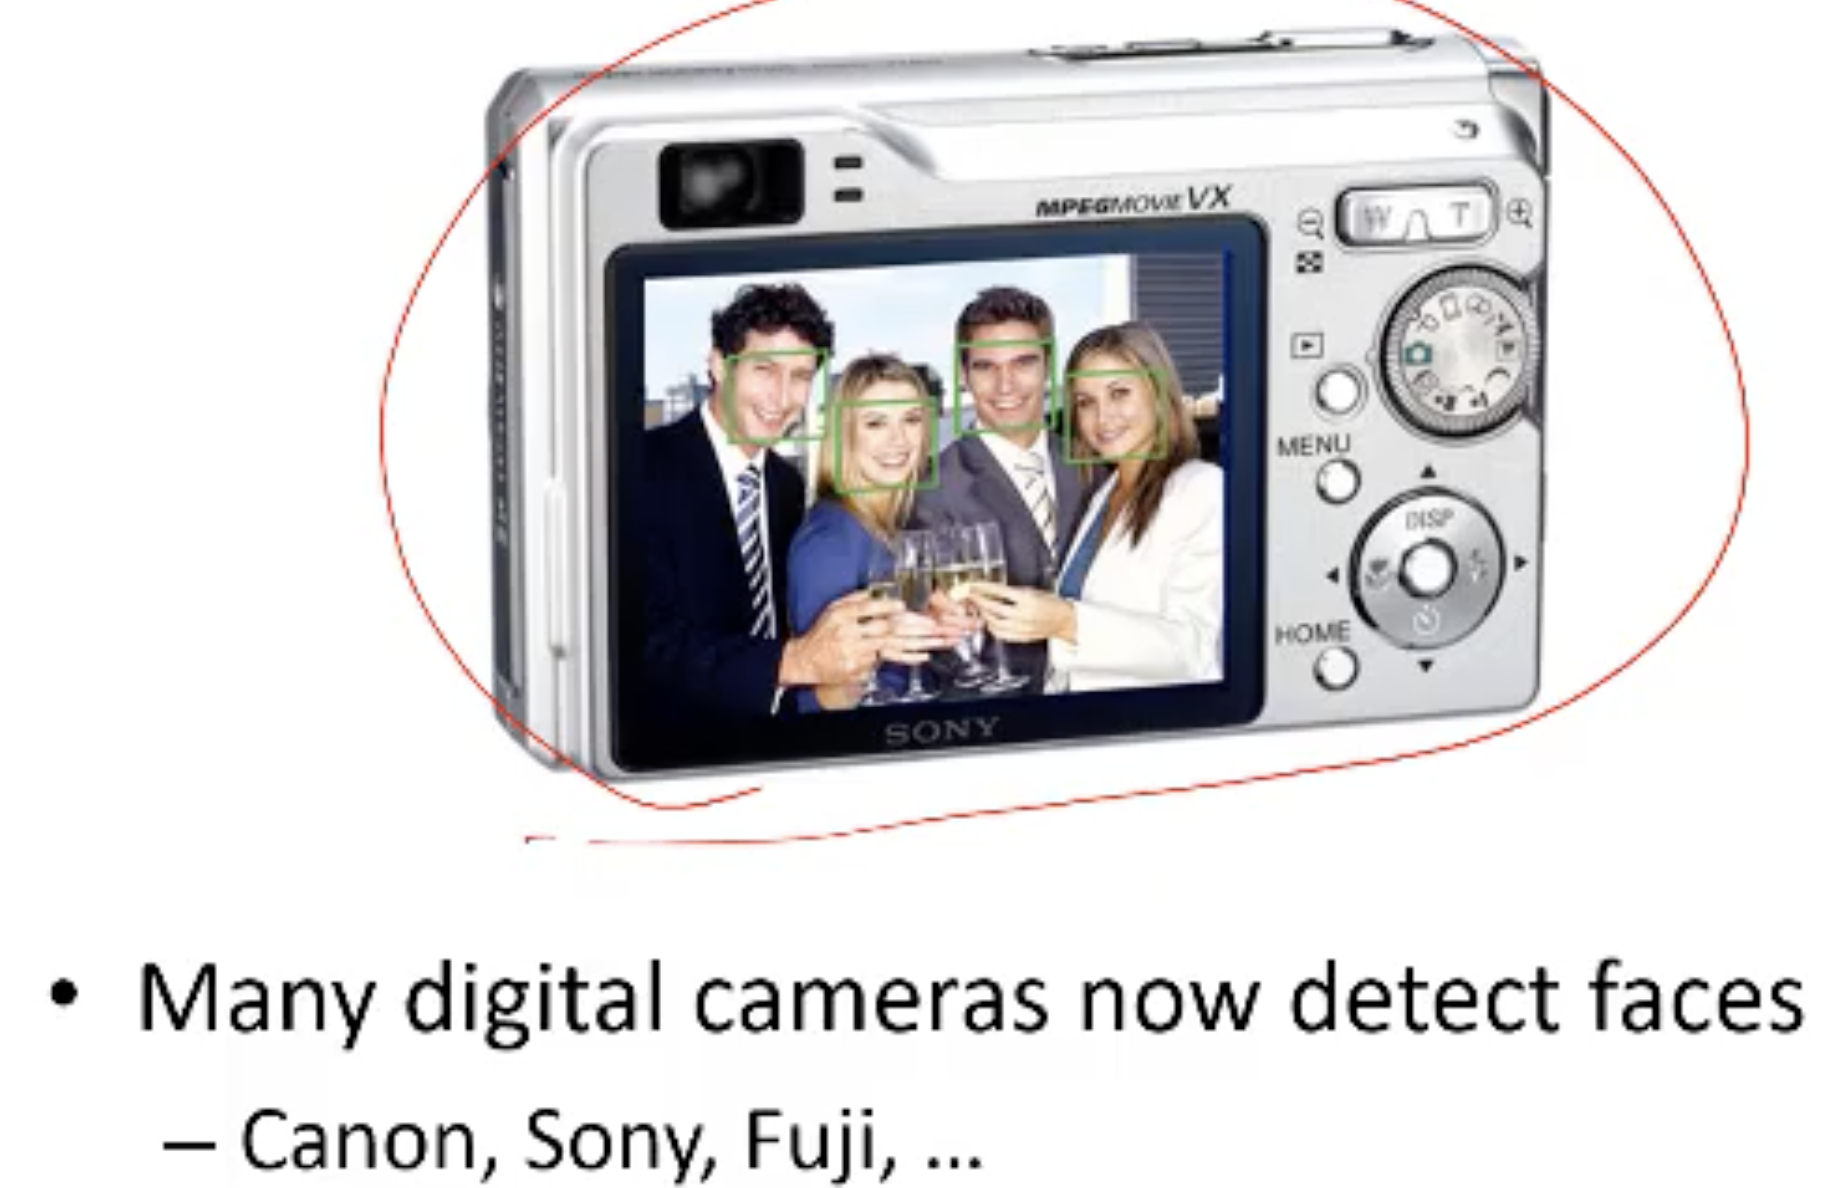 MPEGMOVIE VX
W T
MENU
DISP
HOME
SONY
• Many digital cameras now detect faces
– Canon, Sony, Fuji, ...